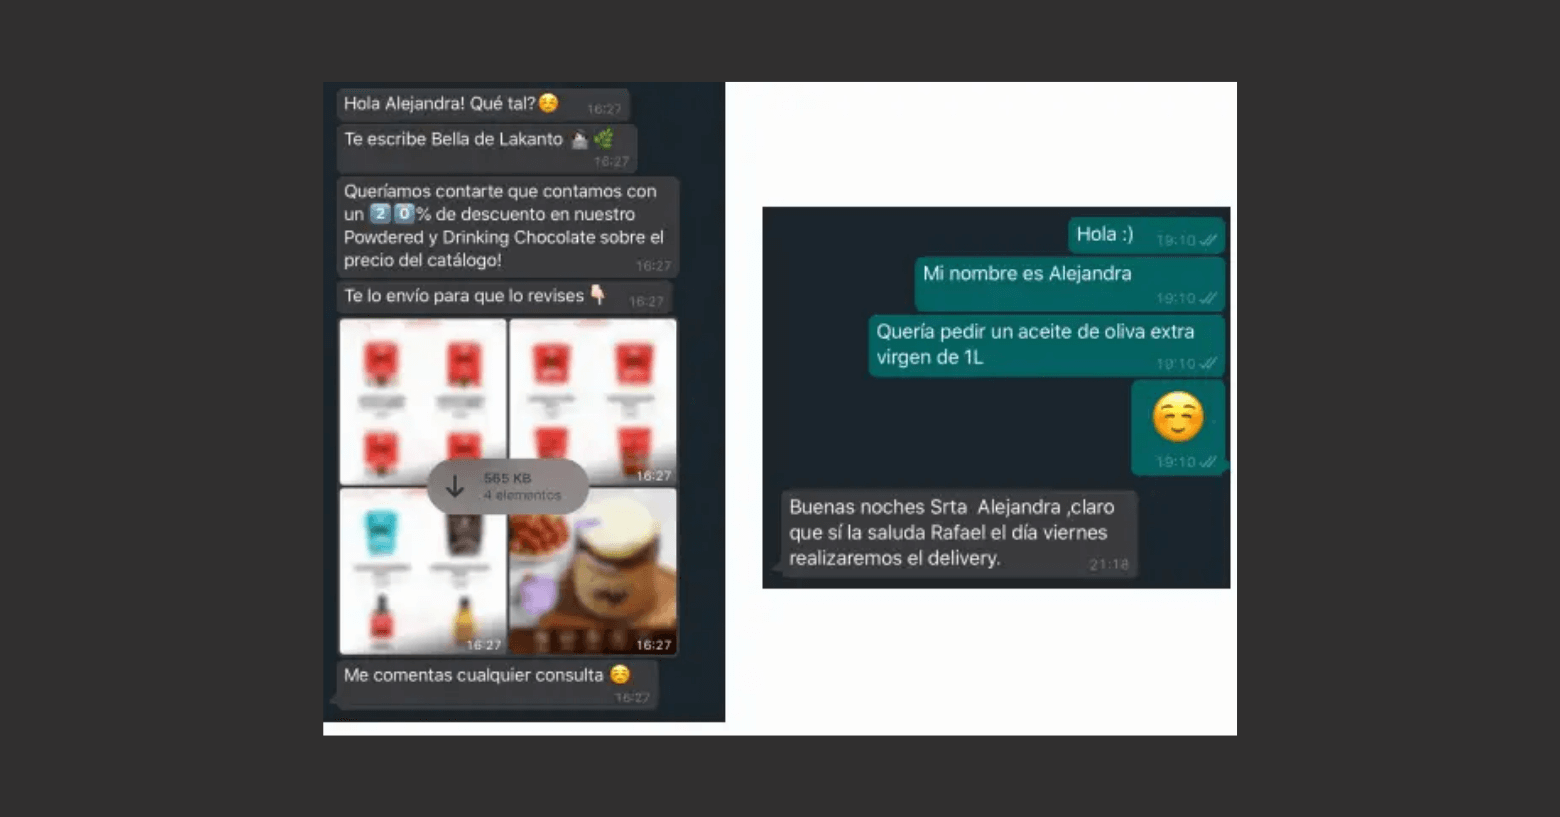 Hola Alejandra! Qué tal?☺️
16:27
Te escribe Bella de Lakanto
16:27
Queríamos contarte que contamos con
un 2️⃣0️⃣% de descuento en nuestro
Powdered y Drinking Chocolate sobre el
precio del catálogo!
16:27
Te lo envío para que lo revises👇🏻
16:27
16:27
565 KB
4 elementos
16:27
16:27
Me comentas cualquier consulta ☺️
16:27
Hola :)
19:10
Mi nombre es Alejandra
19:10
Quería pedir un aceite de oliva extra
virgen de 1L
19:10
☺️
19:10
Buenas noches Srta  Alejandra ,claro
que sí la saluda Rafael el día viernes
realizaremos el delivery.
21:18